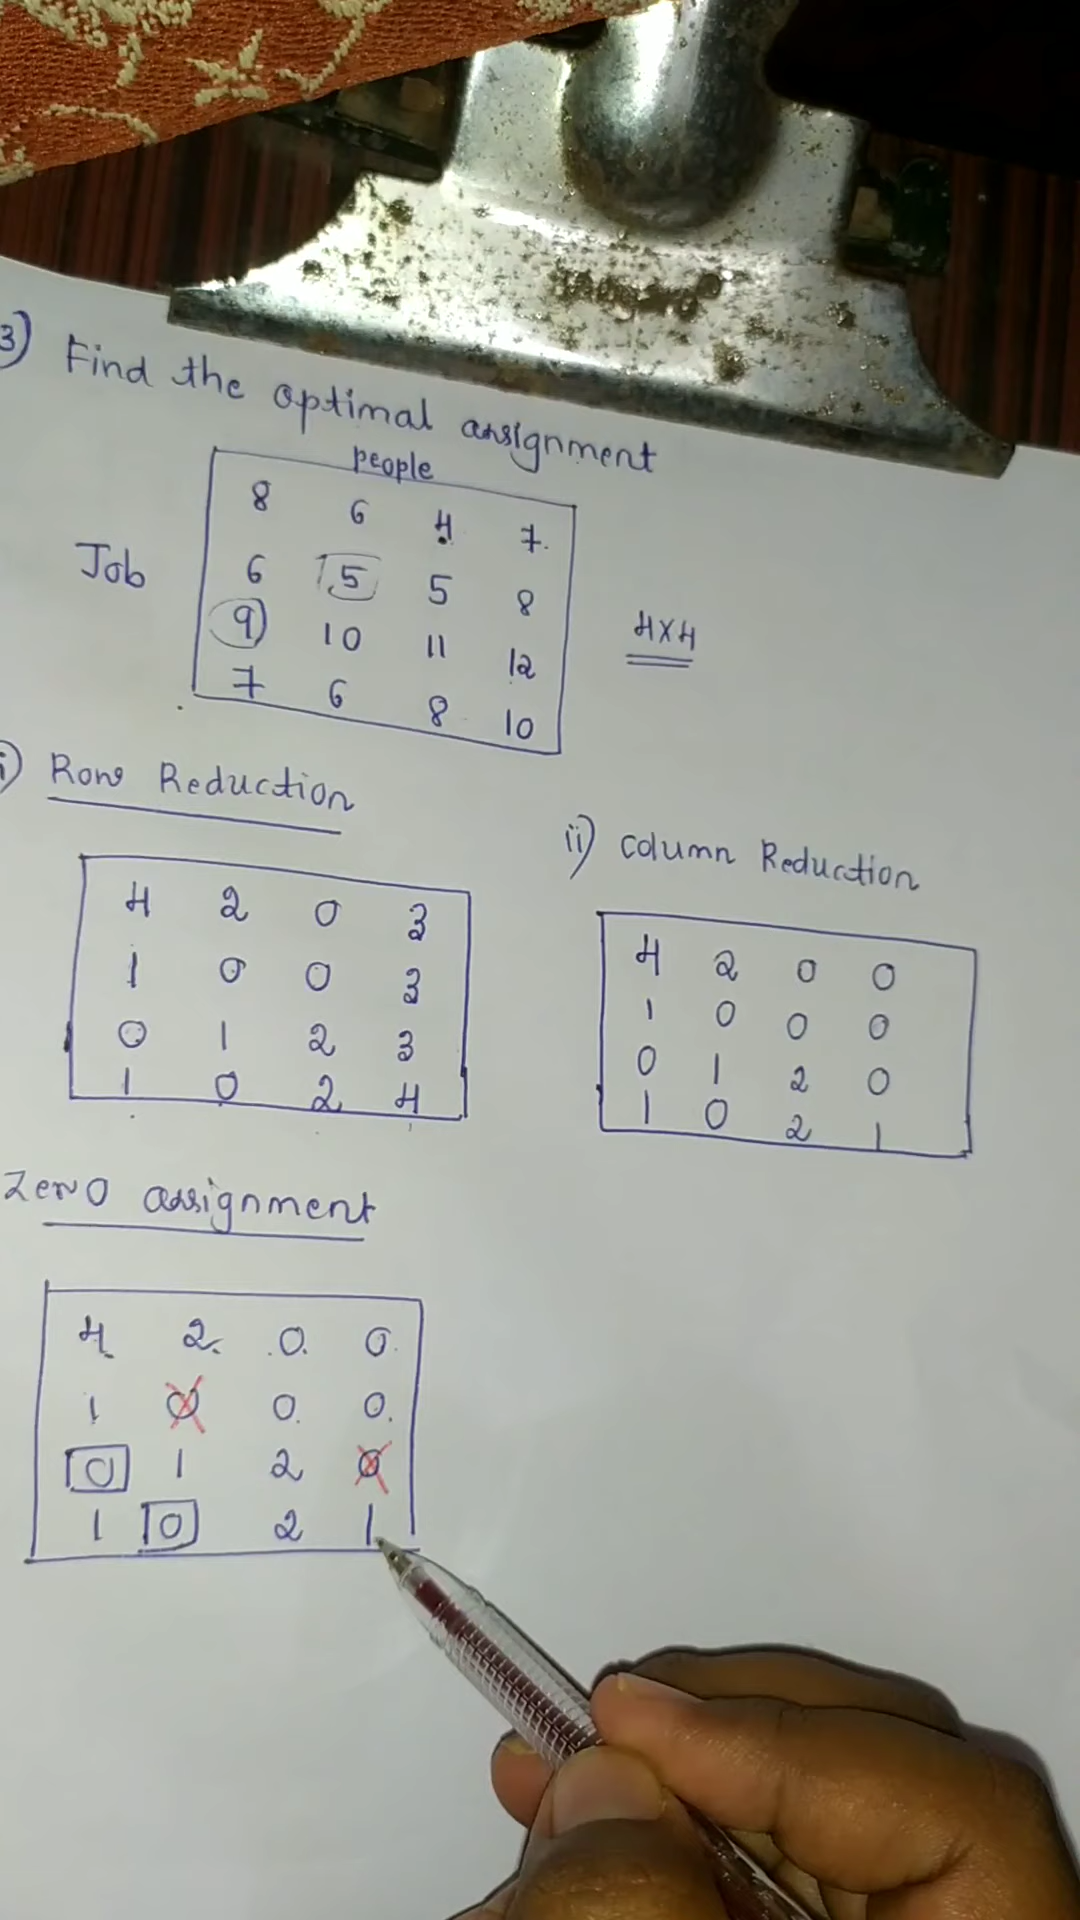 3) Find the optimal assignment
people
Job
8 6 4 7
6 5 5 8
9 10 11 12
7 6 8 10
4x4
i) Row Reduction
4 2 0 3
1 0 0 3
0 1 2 3
1 0 2 4
ii) column Reduction
4 2 0 0
1 0 0 0
0 1 2 0
1 0 2 1
Zero assignment
4 2 0 0
1 0 0 0
0 1 2 0
1 0 2 1